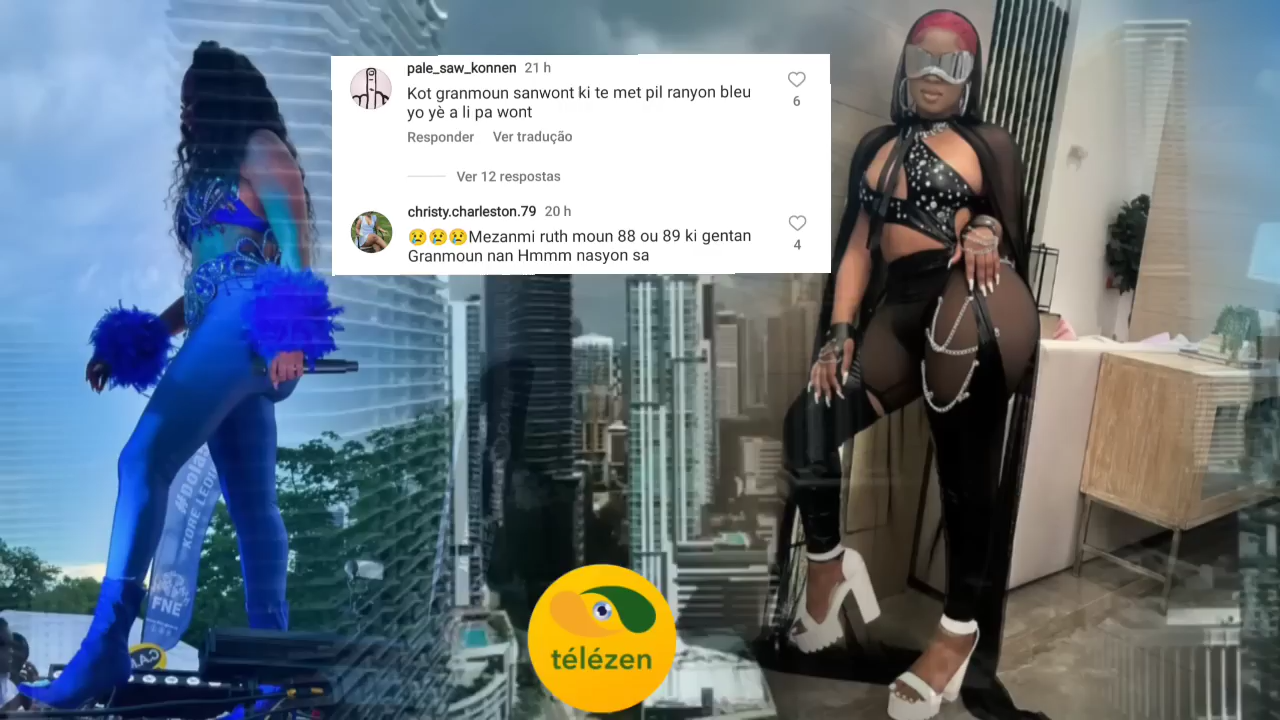 pale_saw_konnen 21 h
Kot granmoun sanwont ki te met pil ranyon bleu
yo yè a li pa wont
6
Responder Ver tradução
Ver 12 respostas
christy.charleston.79 20 h
😢😢😢Mezanmi ruth moun 88 ou 89 ki gentan
Granmoun nan Hmmm nasyon sa
4
KORE LEO
FNE
télézen